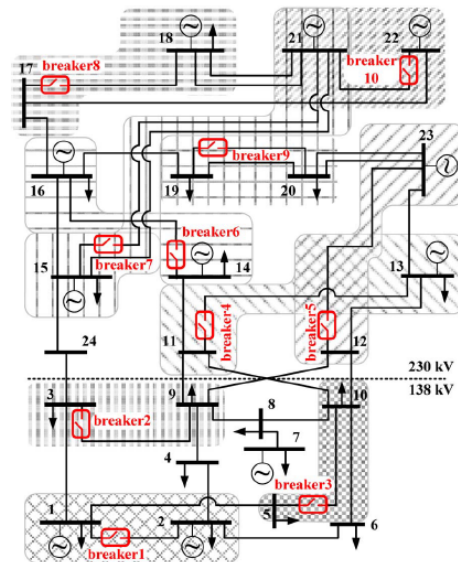 18
21
22
17
breaker8
breaker
10
23
breaker9
16
19
20
breaker6
13
15
breaker7
14
breaker4
breaker5
24
11
12
230 kV
138 kV
3
breaker2
9
10
8
7
4
breaker3
1
2
5
6
breaker1